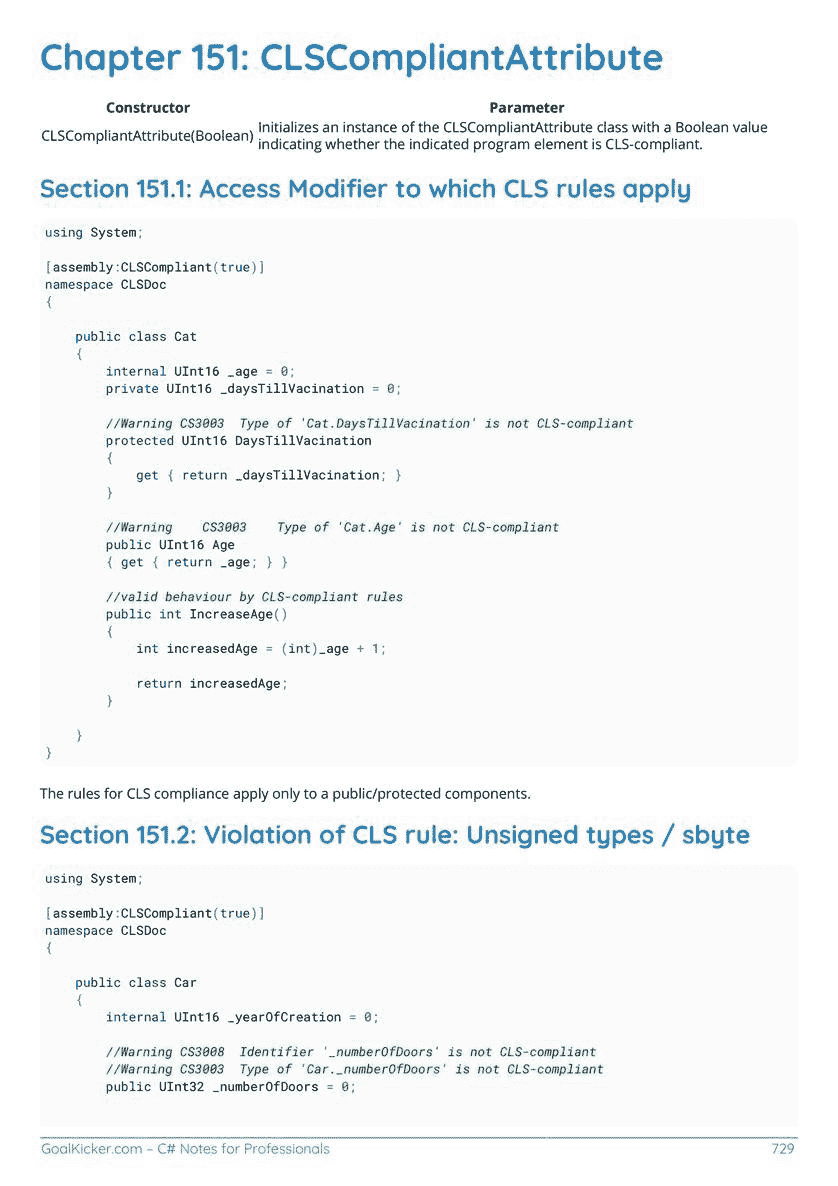 Chapter 151: CLSCompliantAttribute
Constructor Parameter
CLSCompliantAttribute(Boolean) Initializes an instance of the CLSCompliantAttribute class with a Boolean value
indicating whether the indicated program element is CLS-compliant.
Section 151.1: Access Modifier to which CLS rules apply
using System;
[assembly:CLSCompliant(true)]
namespace CLSDoc
{
public class Cat
{
internal UInt16 _age = 0;
private UInt16 _daysTillVacination = 0;
//Warning CS3003  Type of 'Cat.DaysTillVacination' is not CLS-compliant
protected UInt16 DaysTillVacination
{
get { return _daysTillVacination; }
}
//Warning    CS3003    Type of 'Cat.Age' is not CLS-compliant
public UInt16 Age
{ get { return _age; } }
//valid behaviour by CLS-compliant rules
public int IncreaseAge()
{
int increasedAge = (int)_age + 1;
return increasedAge;
}
}
}
The rules for CLS compliance apply only to a public/protected components.
Section 151.2: Violation of CLS rule: Unsigned types / sbyte
using System;
[assembly:CLSCompliant(true)]
namespace CLSDoc
{
public class Car
{
internal UInt16 _yearOfCreation = 0;
//Warning CS3008  Identifier '_numberOfDoors' is not CLS-compliant
//Warning CS3003  Type of 'Car._numberOfDoors' is not CLS-compliant
public UInt32 _numberOfDoors = 0;
GoalKicker.com – C# Notes for Professionals 729